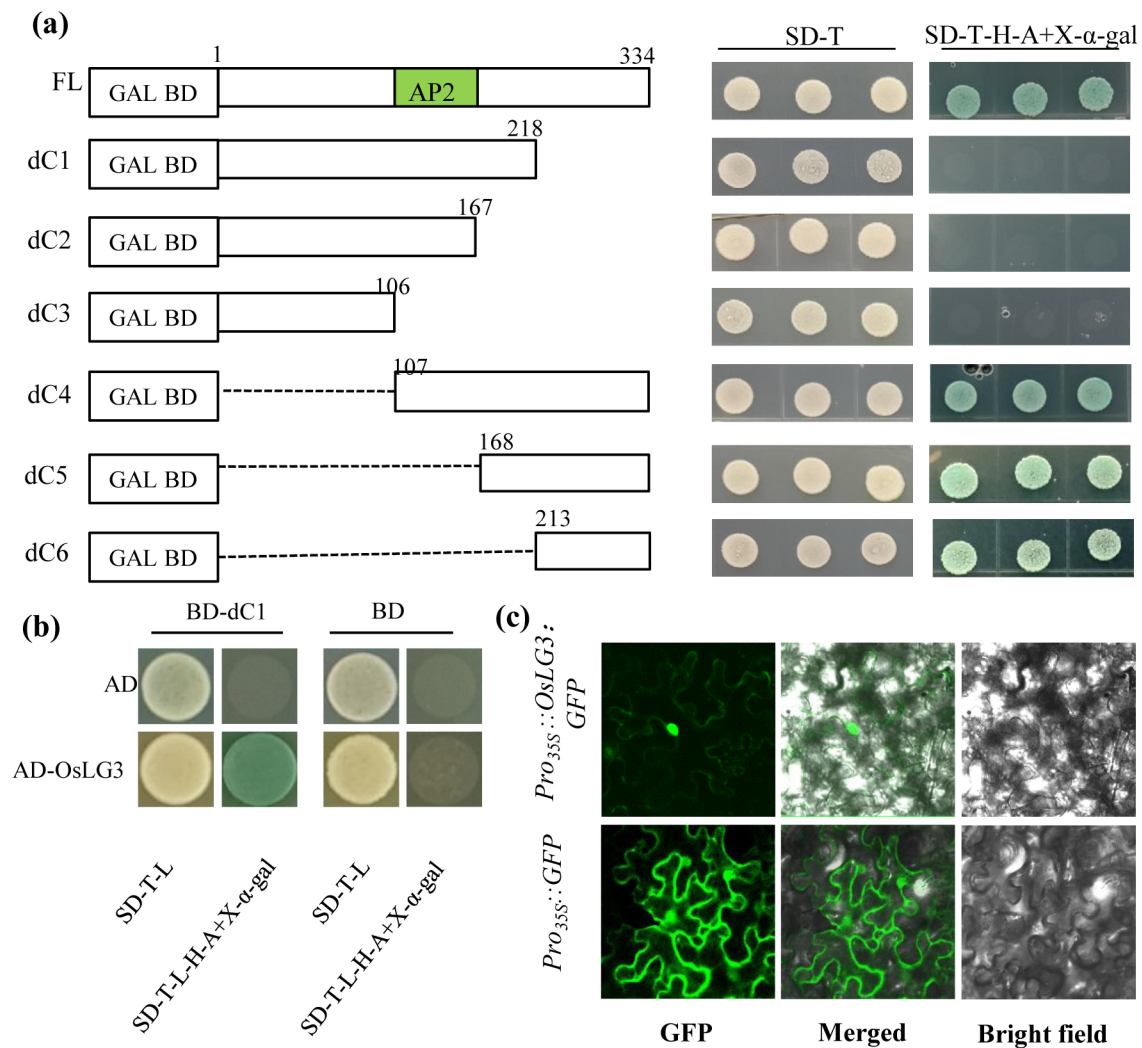 (a)
SD-T SD-T-H-A+X-α-gal
1 334
FL GAL BD AP2
218
dC1 GAL BD
167
dC2 GAL BD
106
dC3 GAL BD
107
dC4 GAL BD
168
dC5 GAL BD
213
dC6 GAL BD
(b)
BD-dC1 BD
AD
AD-OsLG3
SD-T-L
SD-T-L-H-A+X-α-gal
SD-T-L
SD-T-L-H-A+X-α-gal
(c)
Pro35S::OsLG3:
GFP
Pro35S::GFP
GFP Merged Bright field